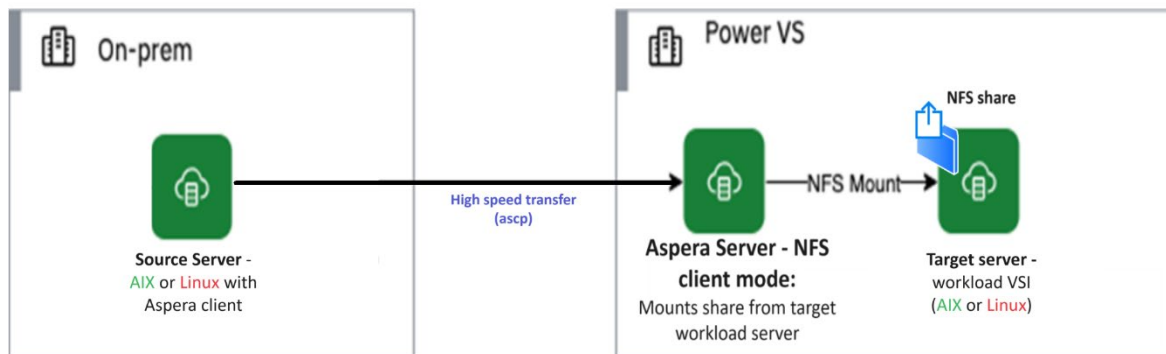 On-prem
Power VS
NFS share
High speed transfer
(ascp)
NFS Mount
Source Server -
AIX or Linux with
Aspera client
Aspera Server - NFS
client mode:
Mounts share from target
workload server
Target server -
workload VSI
(AIX or Linux)